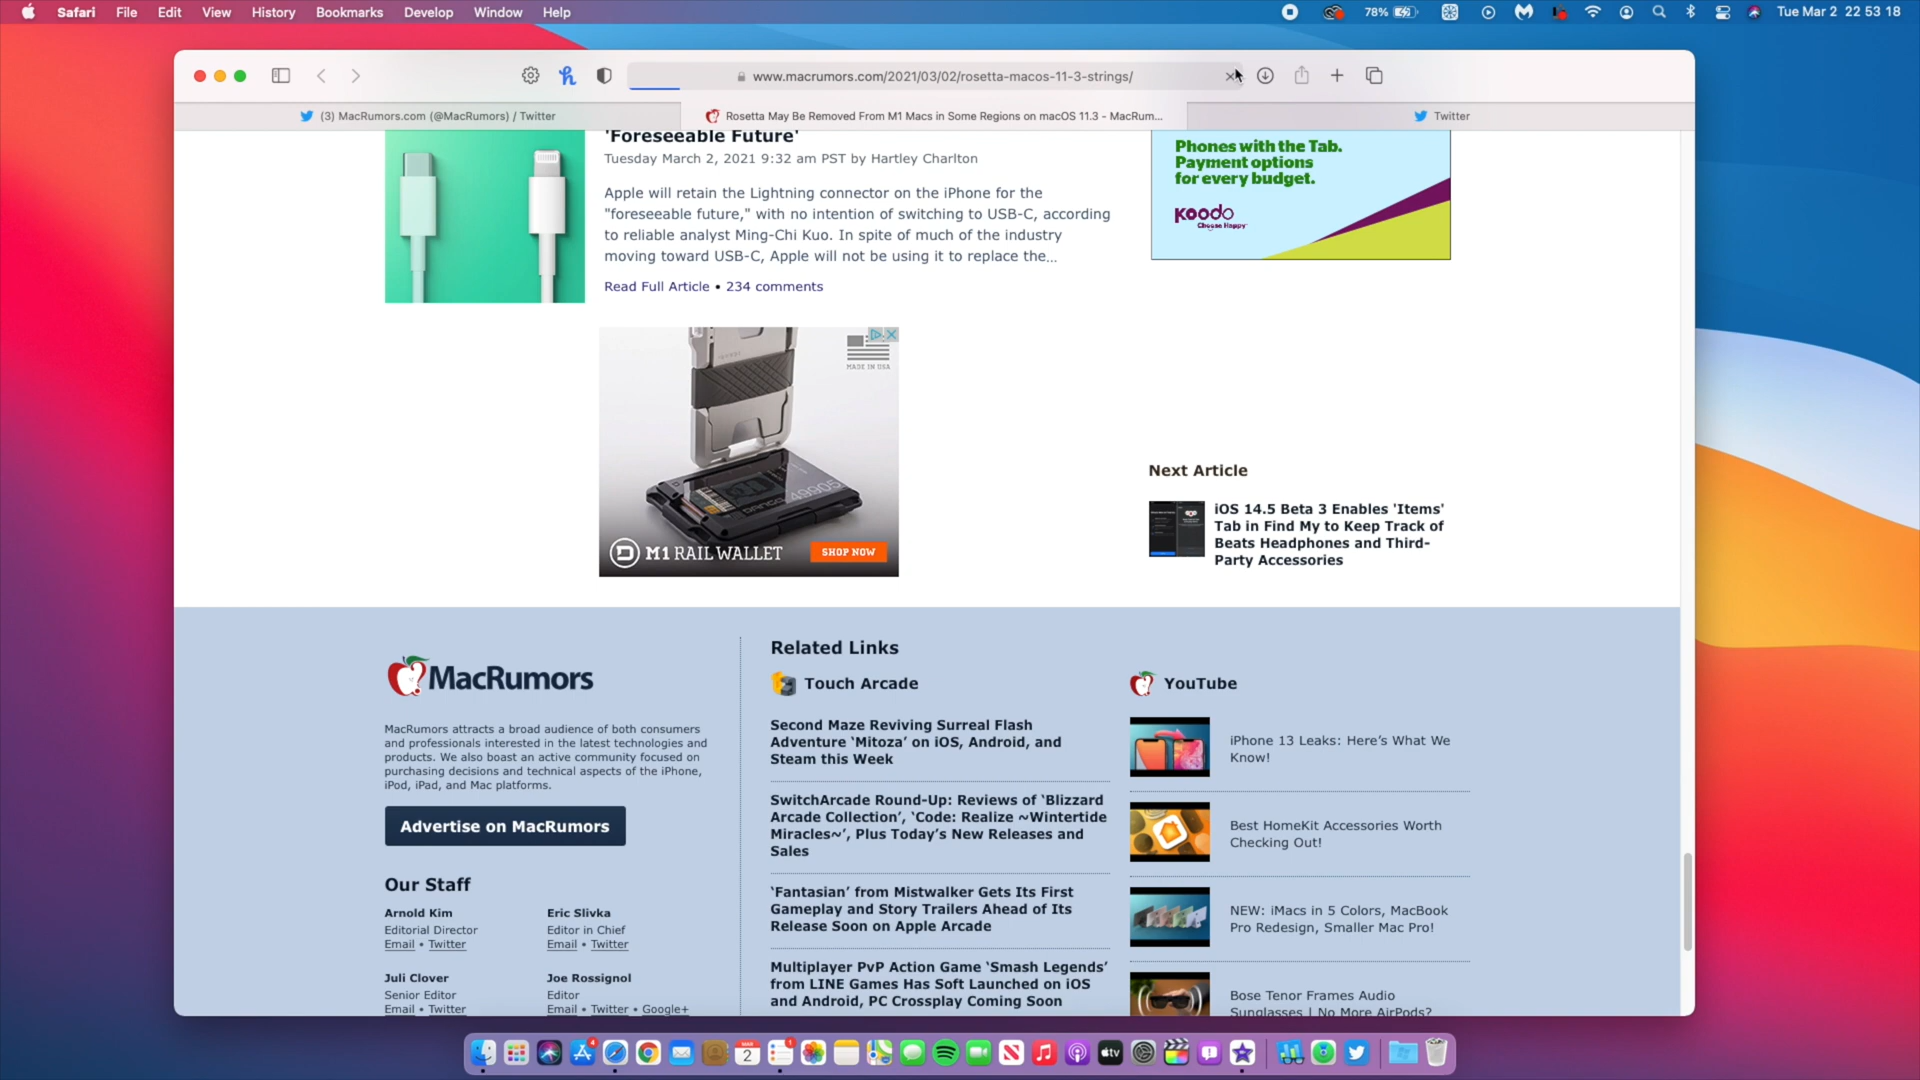 Safari File Edit View History Bookmarks Develop Window Help
78%
Tue Mar 2 22 53 18
www.macrumors.com/2021/03/02/rosetta-macos-11-3-strings/
(3) MacRumors.com (@MacRumors) / Twitter
Rosetta May Be Removed From M1 Macs in Some Regions on macOS 11.3 - MacRum...
Twitter
'Foreseeable Future'
Tuesday March 2, 2021 9:32 am PST by Hartley Charlton
Apple will retain the Lightning connector on the iPhone for the
"foreseeable future," with no intention of switching to USB-C, according
to reliable analyst Ming-Chi Kuo. In spite of much of the industry
moving toward USB-C, Apple will not be using it to replace the...
Read Full Article • 234 comments
Phones with the Tab.
Payment options
for every budget.
koodo
Choose Happy
MADE IN USA
M1 RAIL WALLET
SHOP NOW
Next Article
iOS 14.5 Beta 3 Enables 'Items'
Tab in Find My to Keep Track of
Beats Headphones and Third-
Party Accessories
MacRumors
MacRumors attracts a broad audience of both consumers
and professionals interested in the latest technologies and
products. We also boast an active community focused on
purchasing decisions and technical aspects of the iPhone,
iPod, iPad, and Mac platforms.
Advertise on MacRumors
Our Staff
Arnold Kim
Editorial Director
Email • Twitter
Eric Slivka
Editor in Chief
Email • Twitter
Juli Clover
Senior Editor
Email • Twitter
Joe Rossignol
Editor
Email • Twitter • Google+
Related Links
Touch Arcade
Second Maze Reviving Surreal Flash
Adventure ‘Mitoza’ on iOS, Android, and
Steam this Week
SwitchArcade Round-Up: Reviews of ‘Blizzard
Arcade Collection’, ‘Code: Realize ~Wintertide
Miracles~’, Plus Today’s New Releases and
Sales
‘Fantasian’ from Mistwalker Gets Its First
Gameplay and Story Trailers Ahead of Its
Release Soon on Apple Arcade
Multiplayer PvP Action Game ‘Smash Legends’
from LINE Games Has Soft Launched on iOS
and Android, PC Crossplay Coming Soon
YouTube
iPhone 13 Leaks: Here’s What We
Know!
Best HomeKit Accessories Worth
Checking Out!
NEW: iMacs in 5 Colors, MacBook
Pro Redesign, Smaller Mac Pro!
Bose Tenor Frames Audio
Sunglasses | No More AirPods?
4
MAR
2
1
tv